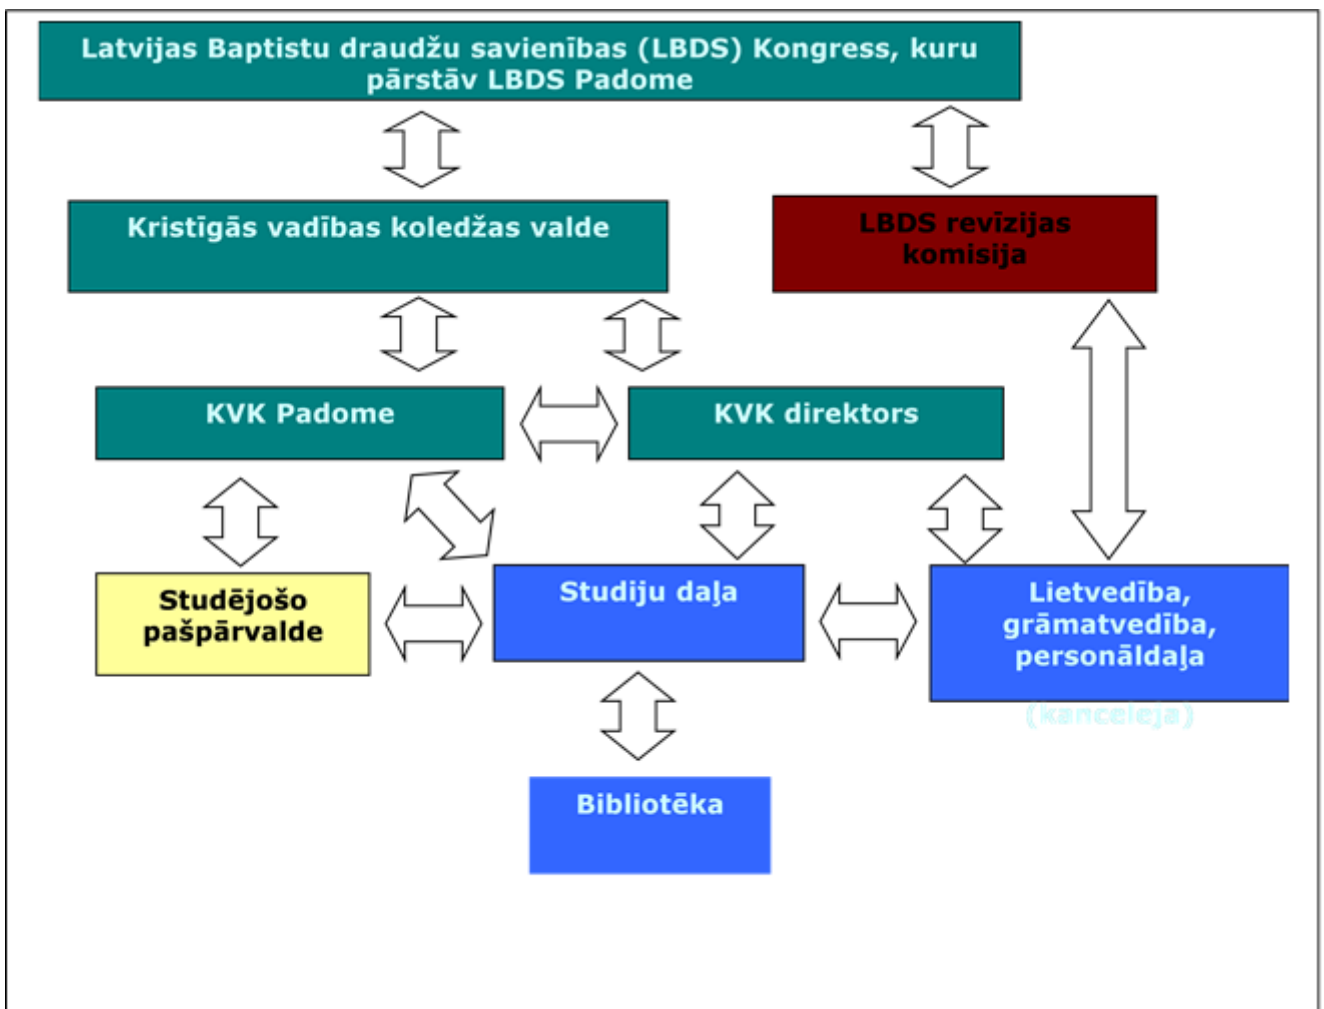 Latvijas Baptistu draudžu savienības (LBDS) Kongress, kuru
pārstāv LBDS Padome
Kristīgās vadības koledžas valde
LBDS revīzijas
komisija
KVK Padome
KVK direktors
Studējošo
pašpārvalde
Studiju daļa
Lietvedība,
grāmatvedība,
personāldaļa
(kanceleja)
Bibliotēka